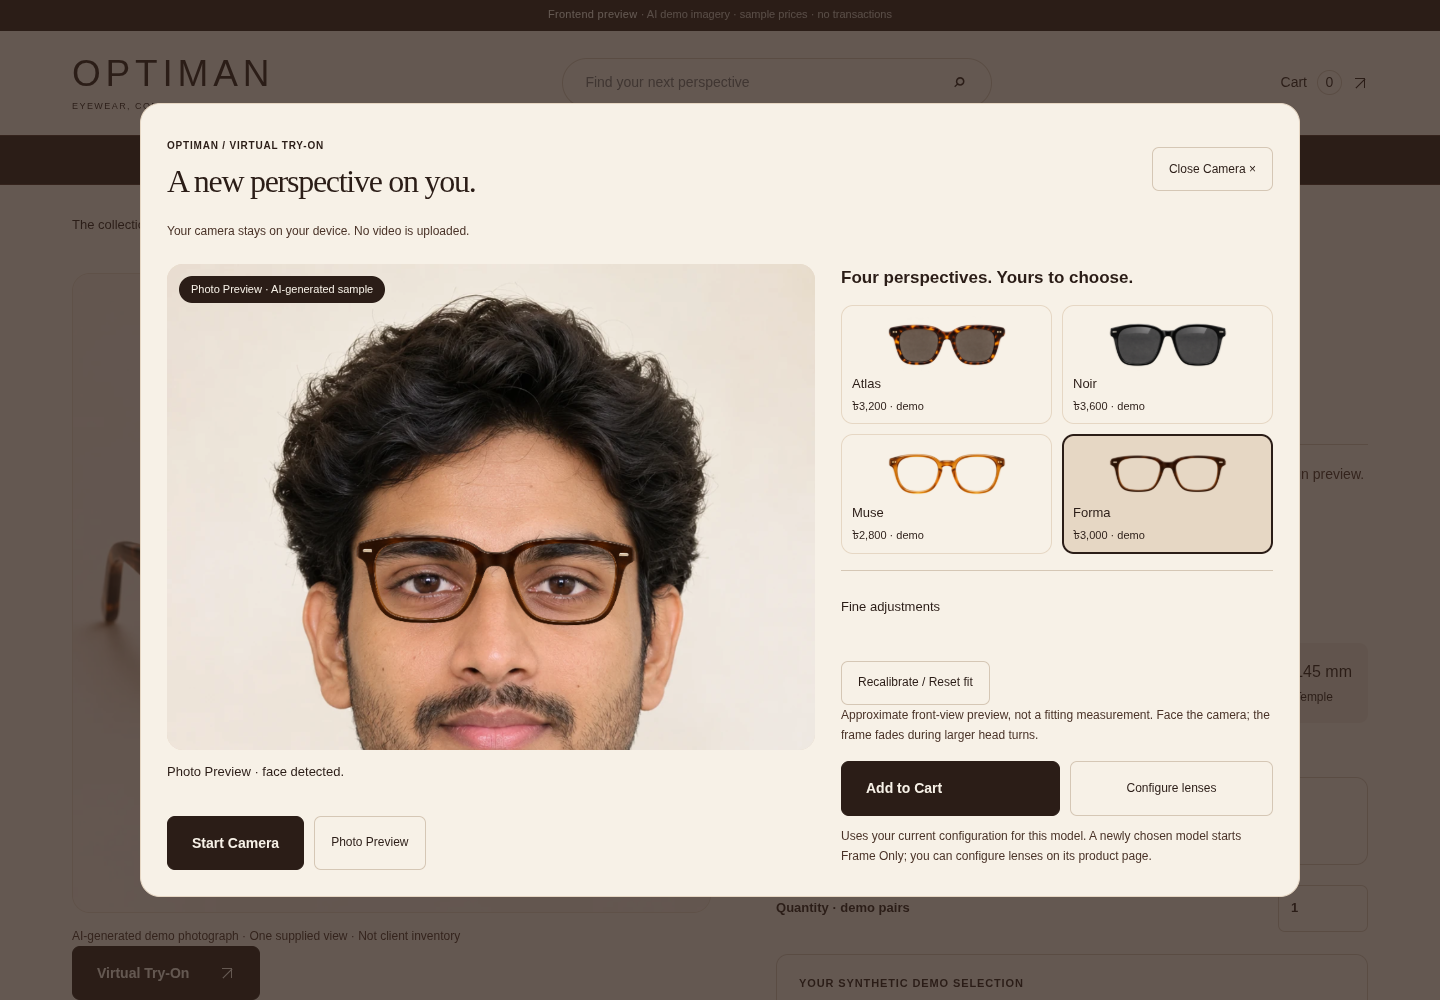 Frontend preview · AI demo imagery · sample prices · no transactions
OPTIMAN
Find your next perspective
Cart 0
EYEWEAR,
OPTIMAN / VIRTUAL TRY-ON
A new perspective on you.
Close Camera ×
Your camera stays on your device. No video is uploaded.
The
Photo Preview · AI-generated sample
Four perspectives. Yours to choose.
Atlas
৳3,200 · demo
Noir
৳3,600 · demo
Muse
৳2,800 · demo
Forma
৳3,000 · demo
preview.
Fine adjustments
45 mm
Recalibrate / Reset fit
Approximate front-view preview, not a fitting measurement. Face the camera; the
frame fades during larger head turns.
Photo Preview · face detected.
Add to Cart
Configure lenses
Start Camera
Photo Preview
Uses your current configuration for this model. A newly chosen model starts
Frame Only; you can configure lenses on its product page.
Quantity · demo pairs
1
AI-generated demo photograph · One supplied view · Not client inventory
Virtual Try-On
YOUR SYNTHETIC DEMO SELECTION